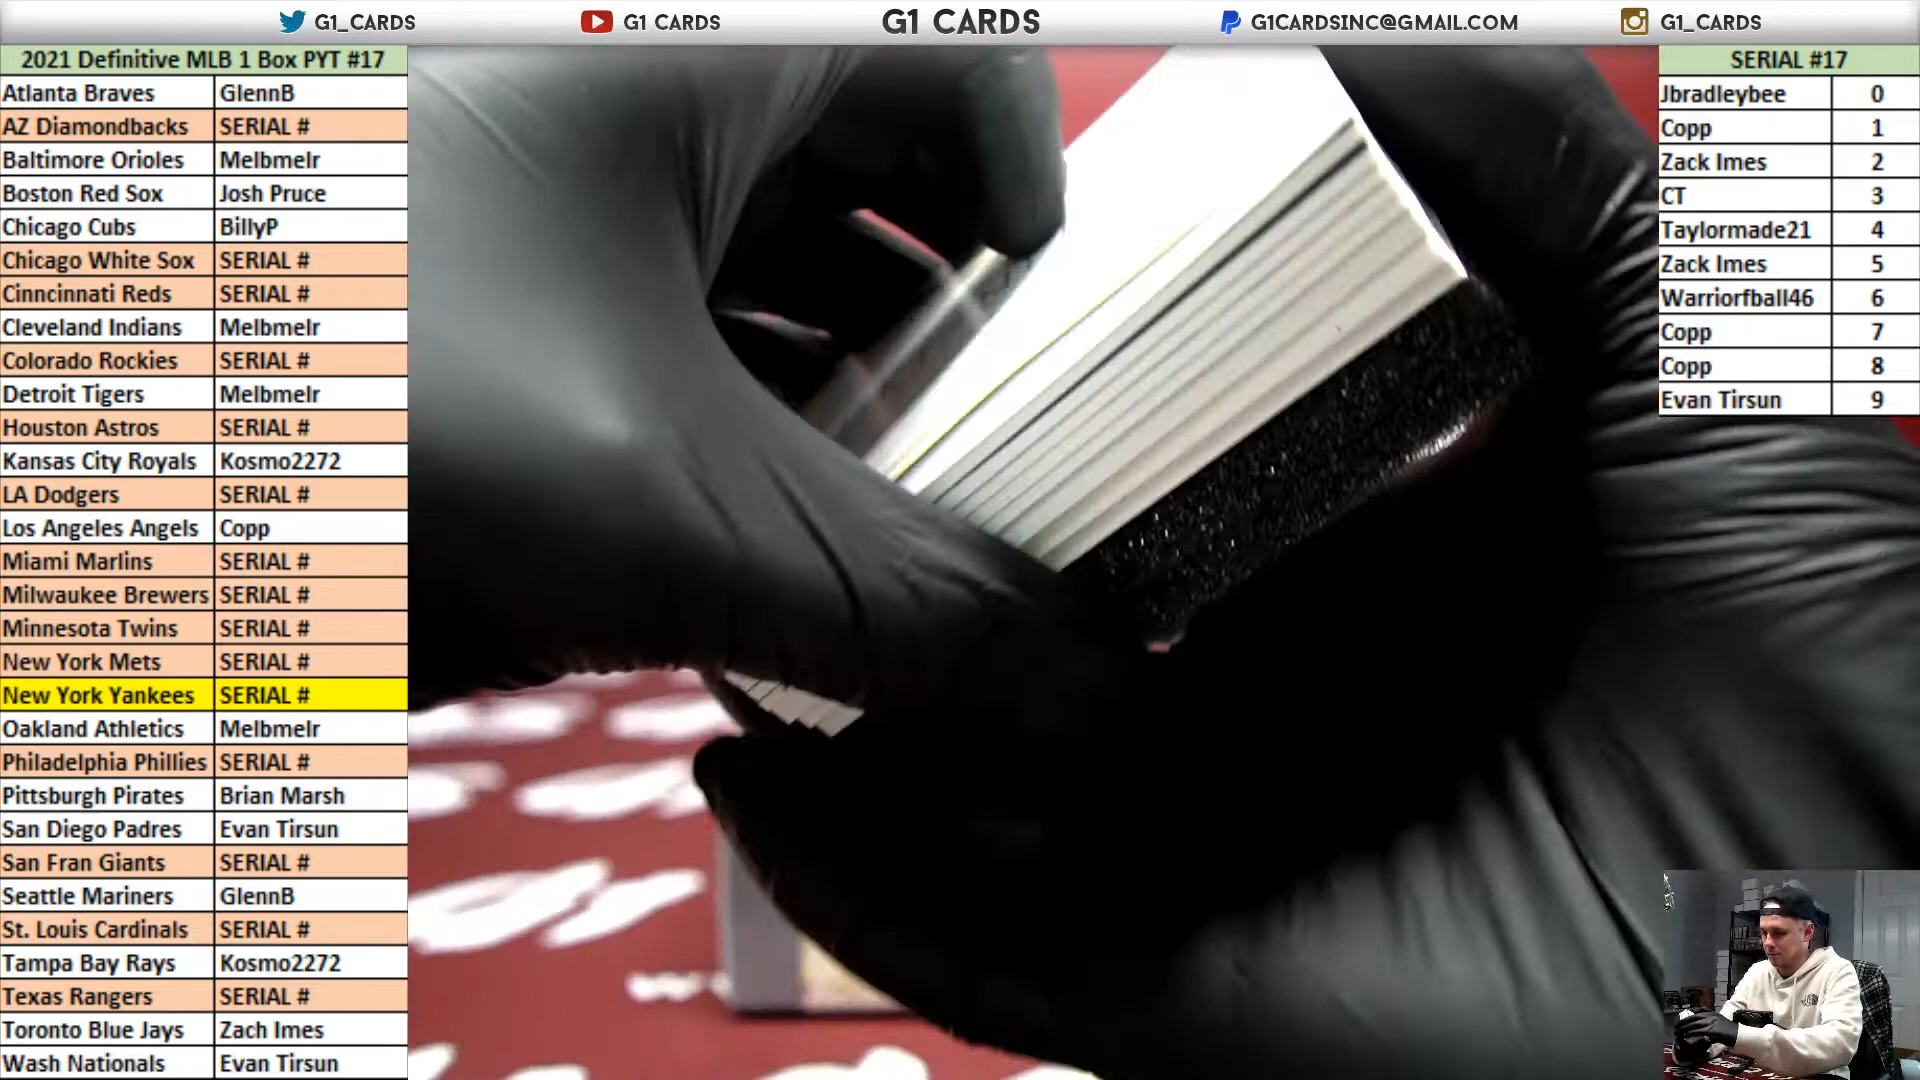 G1_CARDS
G1 CARDS
G1 CARDS
G1CARDSINC@GMAIL.COM
G1_CARDS
2021 Definitive MLB 1 Box PYT #17
Atlanta Braves GlennB
AZ Diamondbacks SERIAL #
Baltimore Orioles Melbmelr
Boston Red Sox Josh Pruce
Chicago Cubs BillyP
Chicago White Sox SERIAL #
Cinncinnati Reds SERIAL #
Cleveland Indians Melbmelr
Colorado Rockies SERIAL #
Detroit Tigers Melbmelr
Houston Astros SERIAL #
Kansas City Royals Kosmo2272
LA Dodgers SERIAL #
Los Angeles Angels Copp
Miami Marlins SERIAL #
Milwaukee Brewers SERIAL #
Minnesota Twins SERIAL #
New York Mets SERIAL #
New York Yankees SERIAL #
Oakland Athletics Melbmelr
Philadelphia Phillies SERIAL #
Pittsburgh Pirates Brian Marsh
San Diego Padres Evan Tirsun
San Fran Giants SERIAL #
Seattle Mariners GlennB
St. Louis Cardinals SERIAL #
Tampa Bay Rays Kosmo2272
Texas Rangers SERIAL #
Toronto Blue Jays Zach Imes
Wash Nationals Evan Tirsun
SERIAL #17
Jbradleybee 0
Copp 1
Zack Imes 2
CT 3
Taylormade21 4
Zack Imes 5
Warriorfball46 6
Copp 7
Copp 8
Evan Tirsun 9